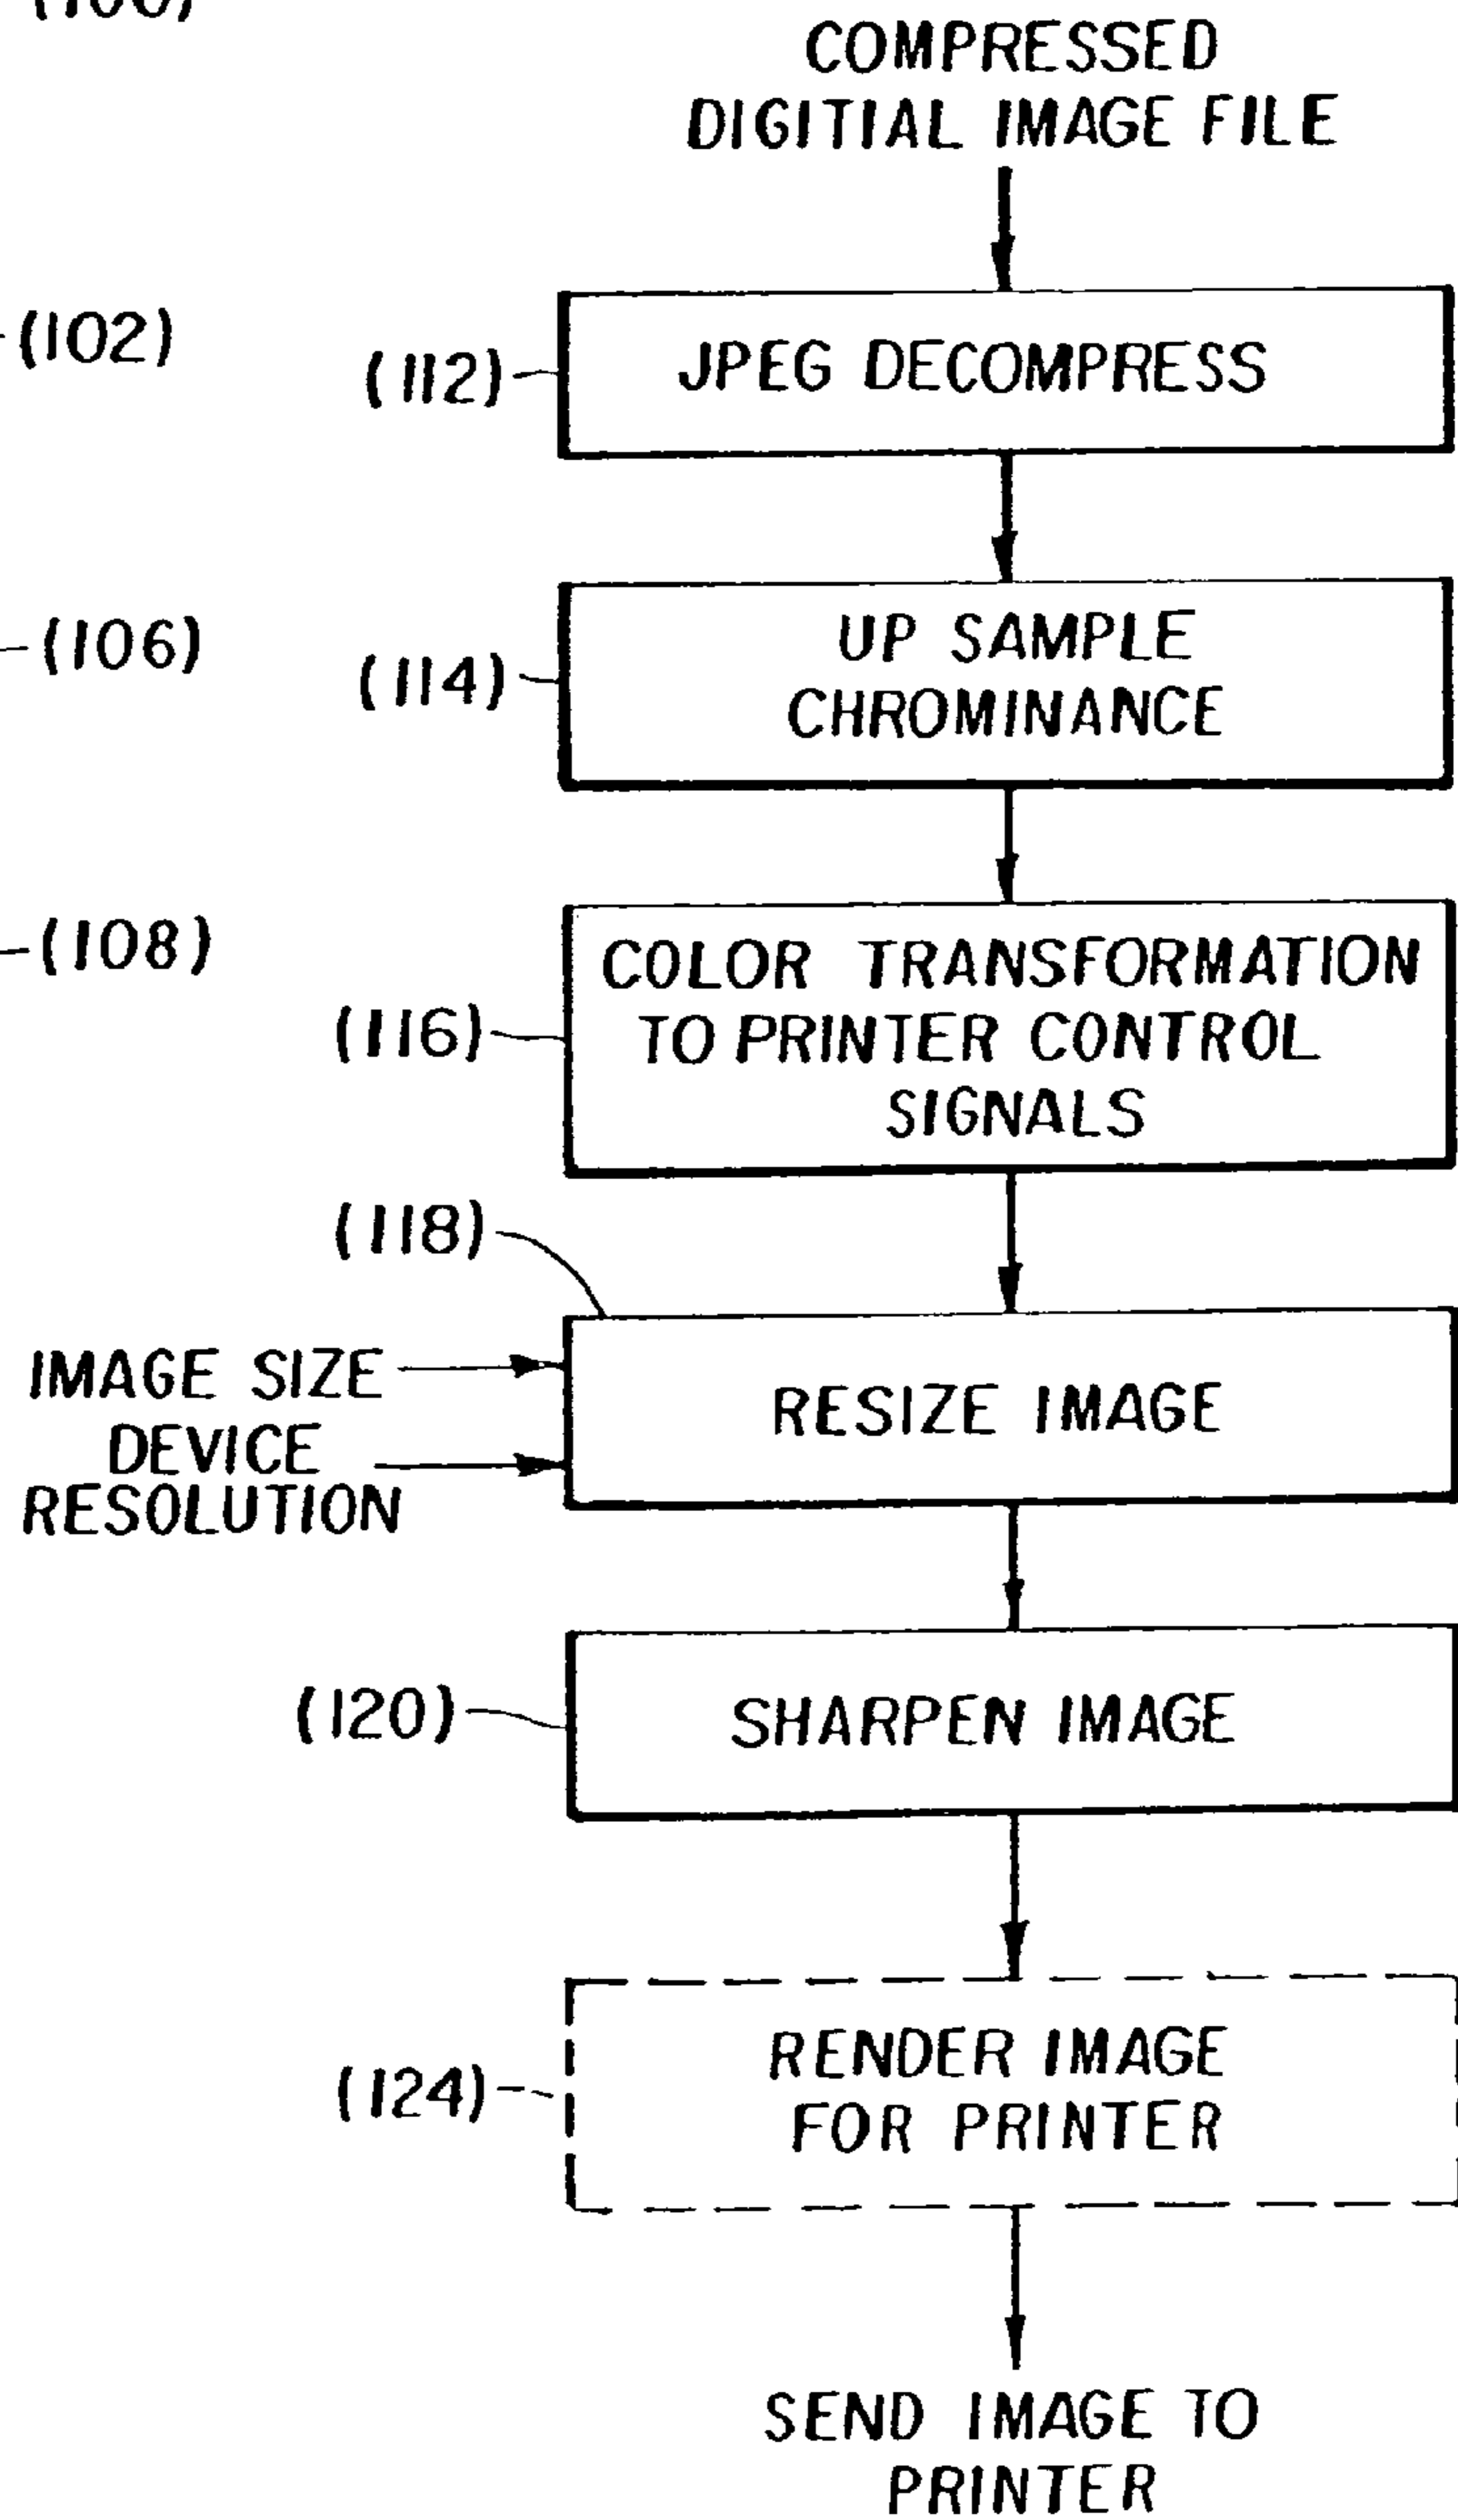 COMPRESSED
DIGITIAL IMAGE FILE
(102)
(112)
JPEG DECOMPRESS
(106)
(114)
UP SAMPLE
CHROMINANCE
(108)
(116)
COLOR TRANSFORMATION
TO PRINTER CONTROL
SIGNALS
(118)
IMAGE SIZE
DEVICE
RESOLUTION
RESIZE IMAGE
(120)
SHARPEN IMAGE
(124)
RENDER IMAGE
FOR PRINTER
SEND IMAGE TO
PRINTER